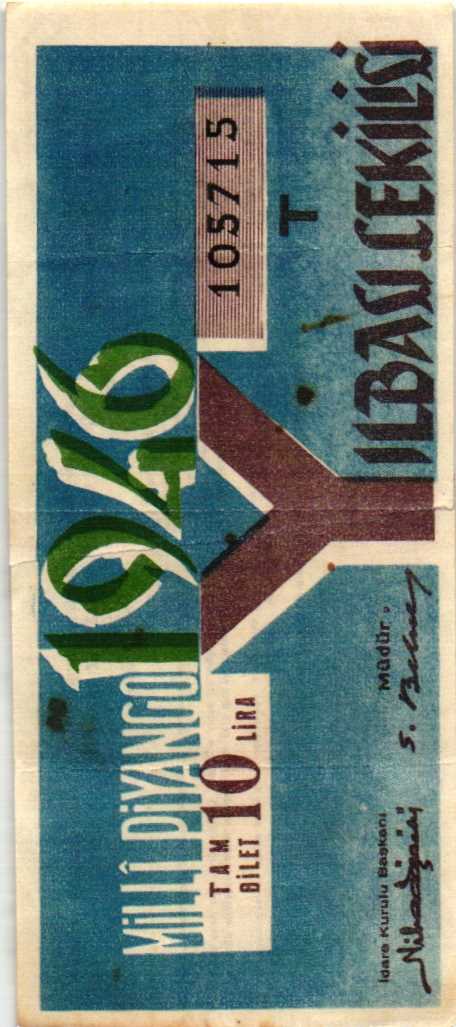 MİLLÎ PİYANGO 1946
TAM BİLET 10 LİRA
105715
T
YILBAŞI ÇEKİLİŞİ
İdare Kurulu Başkanı
Müdür